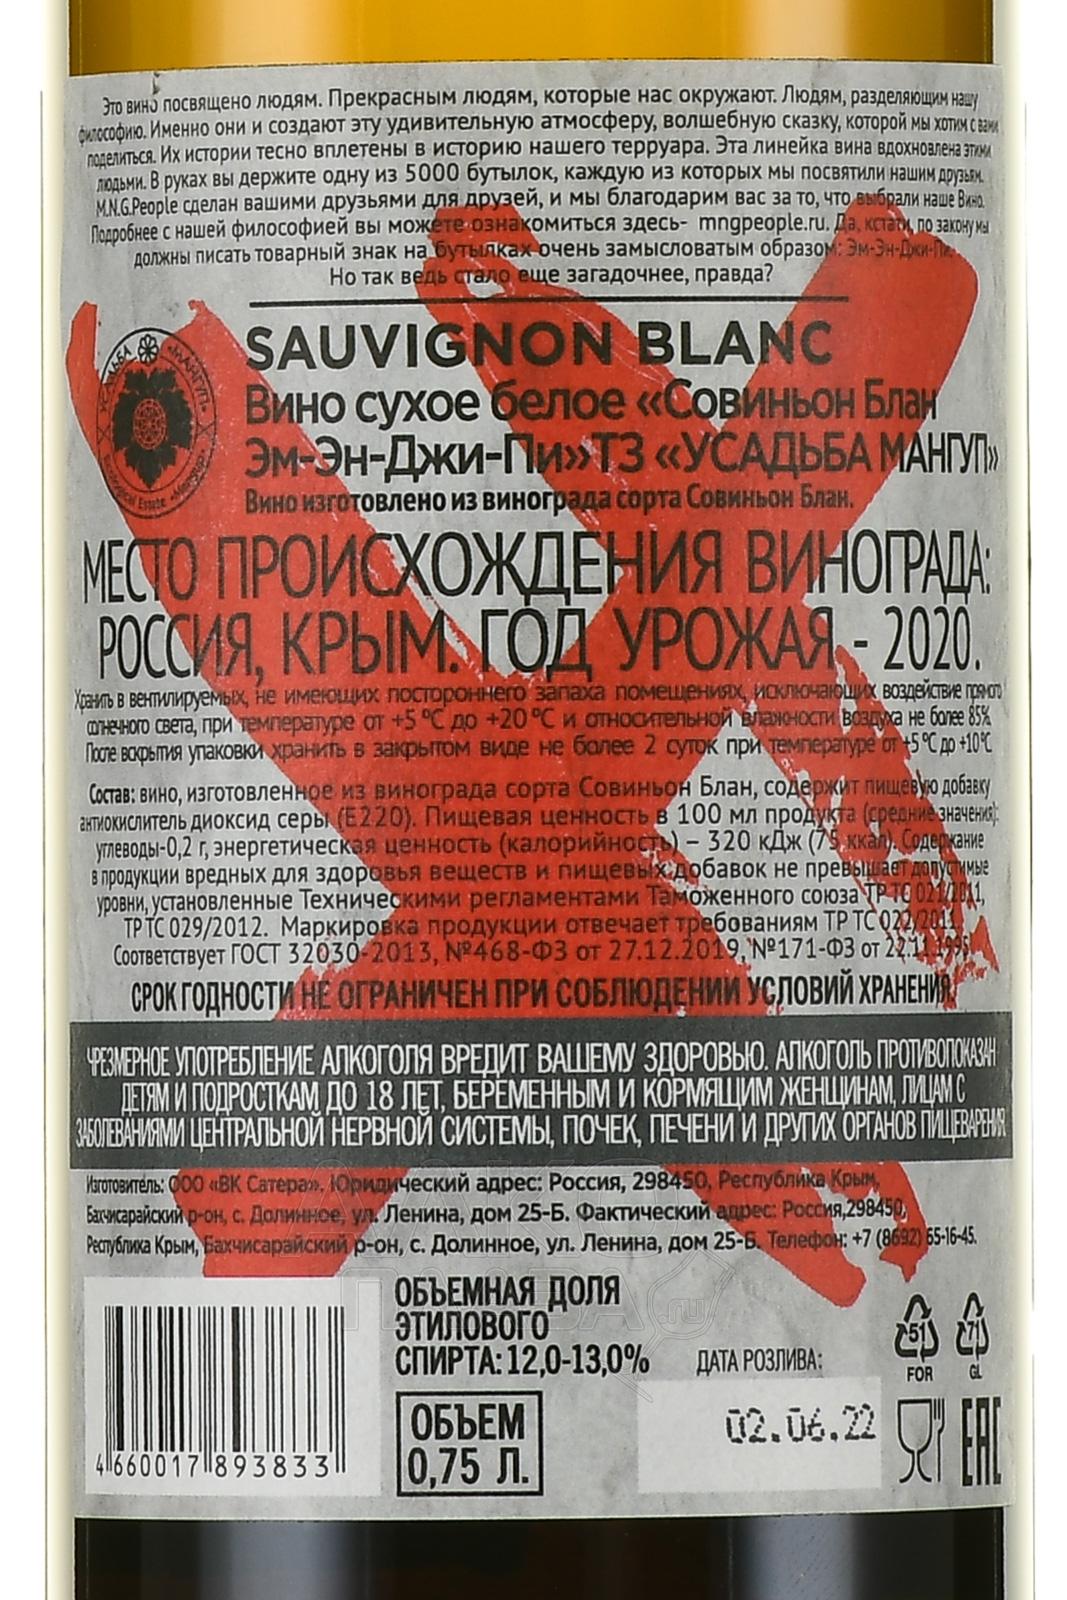 Это вино посвящено людям. Прекрасным людям, которые нас окружают. Людям, разделяющим нашу
философию. Именно они и создают эту удивительную атмосферу, волшебную сказку, которой мы хотим с вами
поделиться. Их истории тесно вплетены в историю нашего терруара. Эта линейка вина вдохновлена этими
людьми. В руках вы держите одну из 5000 бутылок, каждую из которых мы посвятили нашим друзьям.
M.N.G.People сделан вашими друзьями для друзей, и мы благодарим вас за то, что выбрали наше Вино.
Подробнее с нашей философией вы можете ознакомиться здесь- mngpeople.ru. Да, кстати, по закону мы
должны писать товарный знак на бутылках очень замысловатым образом: Эм-Эн-Джи-Пи.
Но так ведь стало еще загадочнее, правда?
SAUVIGNON BLANC
УСАДЬБА «МАНГУП»
Estate «Mangup»
Вино сухое белое «Совиньон Блан
Эм-Эн-Джи-Пи» ТЗ «УСАДЬБА МАНГУП»
Вино изготовлено из винограда сорта Совиньон Блан.
МЕСТО ПРОИСХОЖДЕНИЯ ВИНОГРАДА:
РОССИЯ, КРЫМ. ГОД УРОЖАЯ - 2020.
Хранить в вентилируемых, не имеющих постороннего запаха помещениях, исключающих воздействие прямого
солнечного света, при температуре от +5 °С до +20 °С и относительной влажности воздуха не более 85%.
После вскрытия упаковки хранить в закрытом виде не более 2 суток при температуре от +5 °С до +10°С
Состав: вино, изготовленное из винограда сорта Совиньон Блан, содержит пищевую добавку
антиокислитель диоксид серы (Е220). Пищевая ценность в 100 мл продукта (средние значения):
углеводы-0,2 г, энергетическая ценность (калорийность) – 320 кДж (75 ккал). Содержание
в продукции вредных для здоровья веществ и пищевых добавок не превышает допустимые
уровни, установленные Техническими регламентами Таможенного союза ТР ТС 021/2011,
ТР ТС 029/2012. Маркировка продукции отвечает требованиям ТР ТС 022/2011.
Соответствует ГОСТ 32030-2013, №468-ФЗ от 27.12.2019, №171-ФЗ от 22.11.1995
СРОК ГОДНОСТИ НЕ ОГРАНИЧЕН ПРИ СОБЛЮДЕНИИ УСЛОВИЙ ХРАНЕНИЯ.
ЧРЕЗМЕРНОЕ УПОТРЕБЛЕНИЕ АЛКОГОЛЯ ВРЕДИТ ВАШЕМУ ЗДОРОВЬЮ. АЛКОГОЛЬ ПРОТИВОПОКАЗАН
ДЕТЯМ И ПОДРОСТКАМ ДО 18 ЛЕТ, БЕРЕМЕННЫМ И КОРМЯЩИМ ЖЕНЩИНАМ, ЛИЦАМ С
ЗАБОЛЕВАНИЯМИ ЦЕНТРАЛЬНОЙ НЕРВНОЙ СИСТЕМЫ, ПОЧЕК, ПЕЧЕНИ И ДРУГИХ ОРГАНОВ ПИЩЕВАРЕНИЯ
Изготовитель: ООО «ВК Сатера». Юридический адрес: Россия, 298450, Республика Крым,
Бахчисарайский р-он, с. Долинное, ул. Ленина, дом 25-Б. Фактический адрес: Россия,298450,
Республика Крым, Бахчисарайский р-он, с. Долинное, ул. Ленина, дом 25-Б. Телефон: +7 (8692) 65-16-45.
ОБЪЕМНАЯ ДОЛЯ
ЭТИЛОВОГО
СПИРТА: 12,0-13,0%
ОБЪЕМ
0,75 Л.
ДАТА РОЗЛИВА:
02.06.22
51
FOR
71
GL
EAC
4 660017 893833
АЛКО
ПЛАЗА
.ru